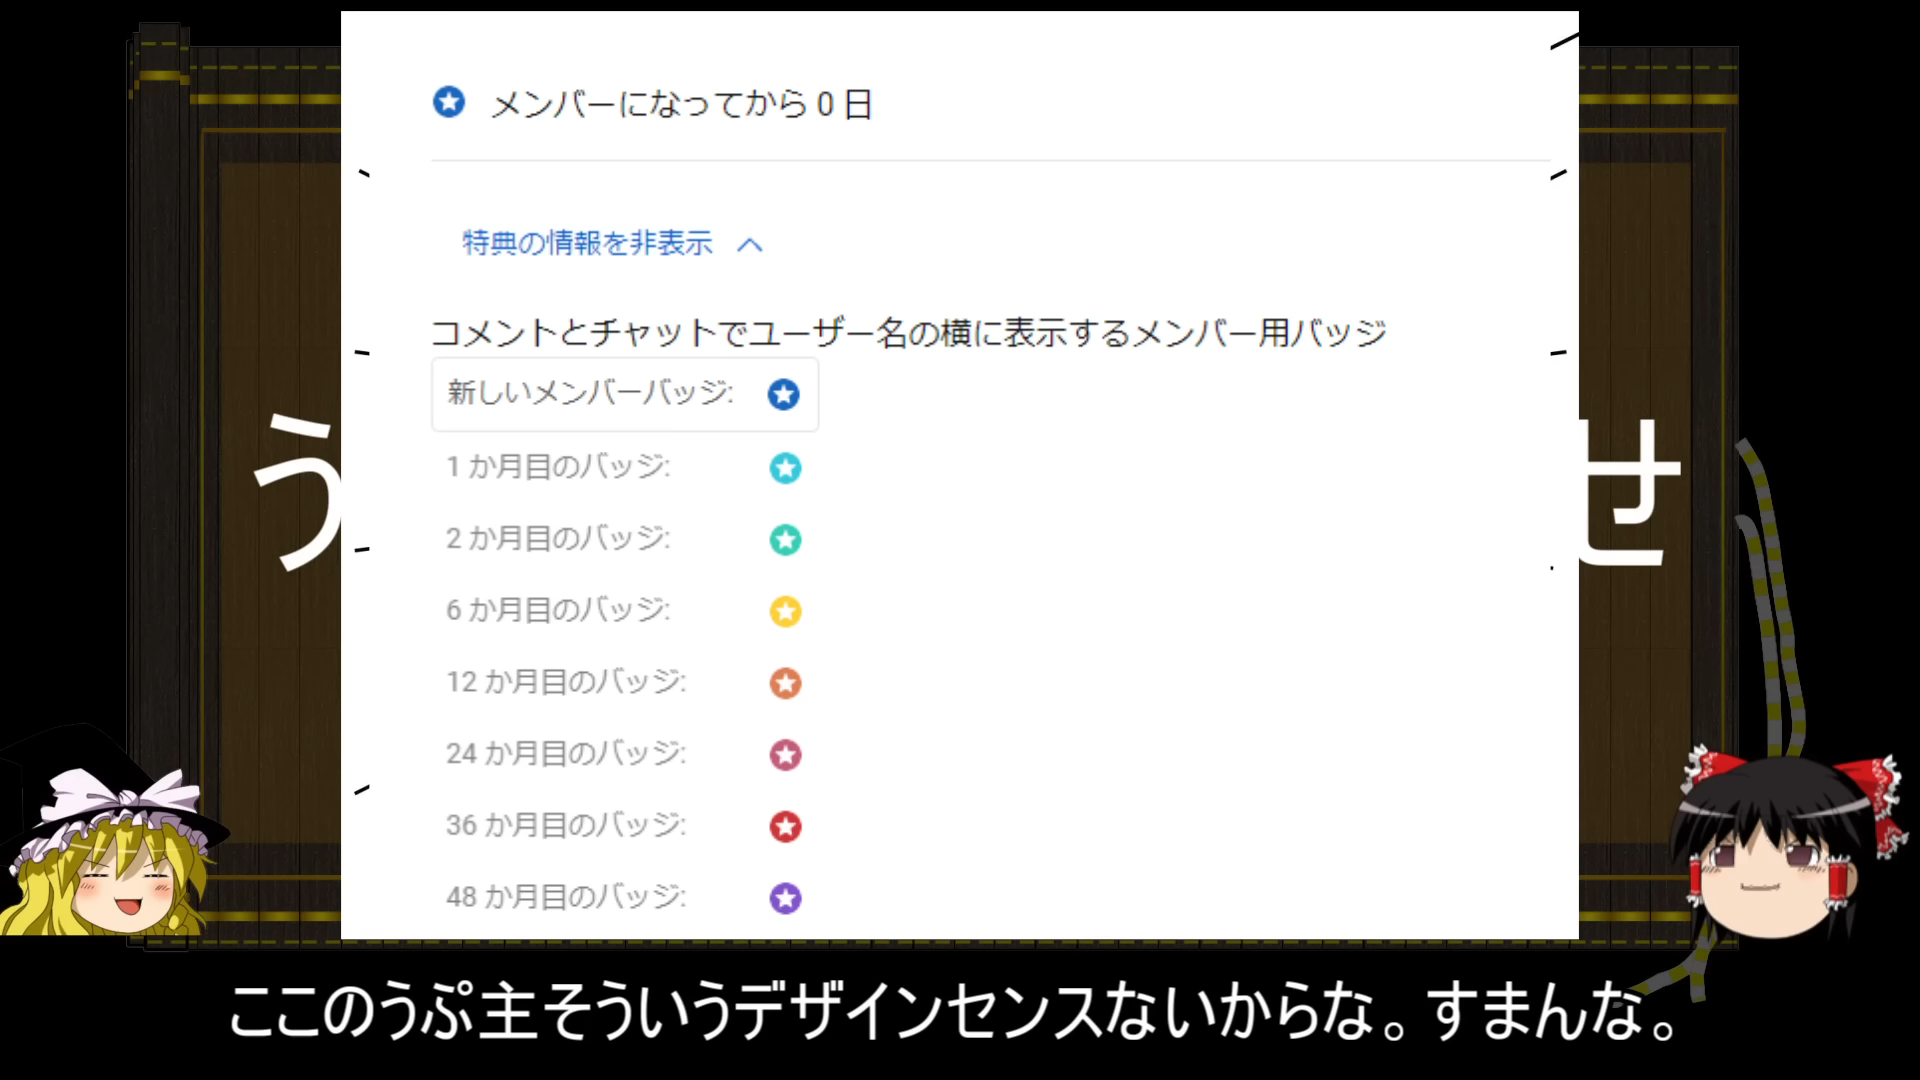 メンバーになってから 0 日
特典の情報を非表示
コメントとチャットでユーザー名の横に表示するメンバー用バッジ
新しいメンバーバッジ:
1 か月目のバッジ:
2 か月目のバッジ:
う
せ
6 か月目のバッジ:
12 か月目のバッジ:
24 か月目のバッジ:
36 か月目のバッジ:
48 か月目のバッジ:
ここのうぷ主そういうデザインセンスないからな。すまんな。